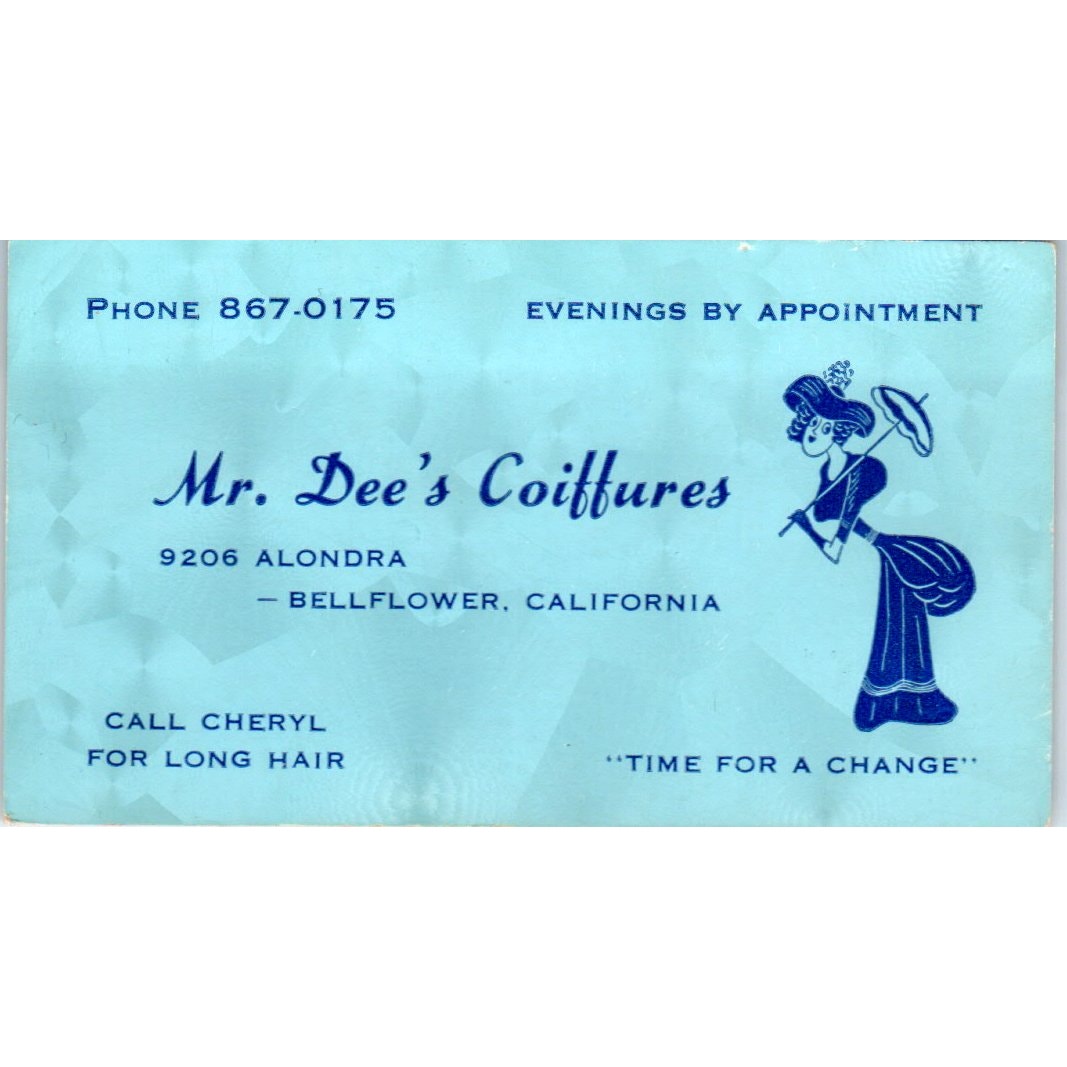 PHONE 867-0175
EVENINGS BY APPOINTMENT
Mr. Dee's Coiffures
9206 ALONDRA
— BELLFLOWER, CALIFORNIA
CALL CHERYL
FOR LONG HAIR
"TIME FOR A CHANGE"